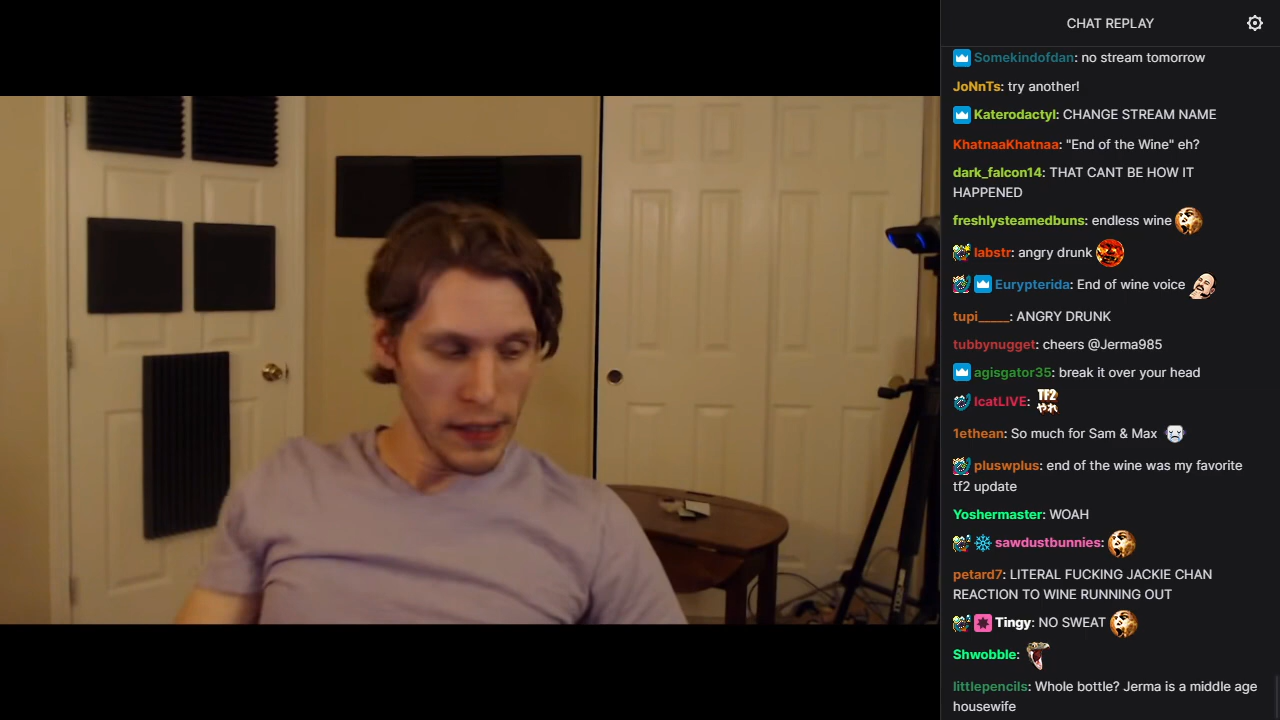 CHAT REPLAY
Somekindofdan: no stream tomorrow
JoNnTs: try another!
Katerodactyl: CHANGE STREAM NAME
KhatnaaKhatnaa: "End of the Wine" eh?
dark_falcon14: THAT CANT BE HOW IT
HAPPENED
freshlysteamedbuns: endless wine
labstr: angry drunk
Eurypterida: End of wine voice
tupi_____: ANGRY DRUNK
tubbynugget: cheers @Jerma985
agisgator35: break it over your head
IcatLIVE: TF2
1ethean: So much for Sam & Max
pluswplus: end of the wine was my favorite
tf2 update
Yoshermaster: WOAH
sawdustbunnies:
petard7: LITERAL FUCKING JACKIE CHAN
REACTION TO WINE RUNNING OUT
Tingy: NO SWEAT
Shwobble:
littlepencils: Whole bottle? Jerma is a middle age
housewife